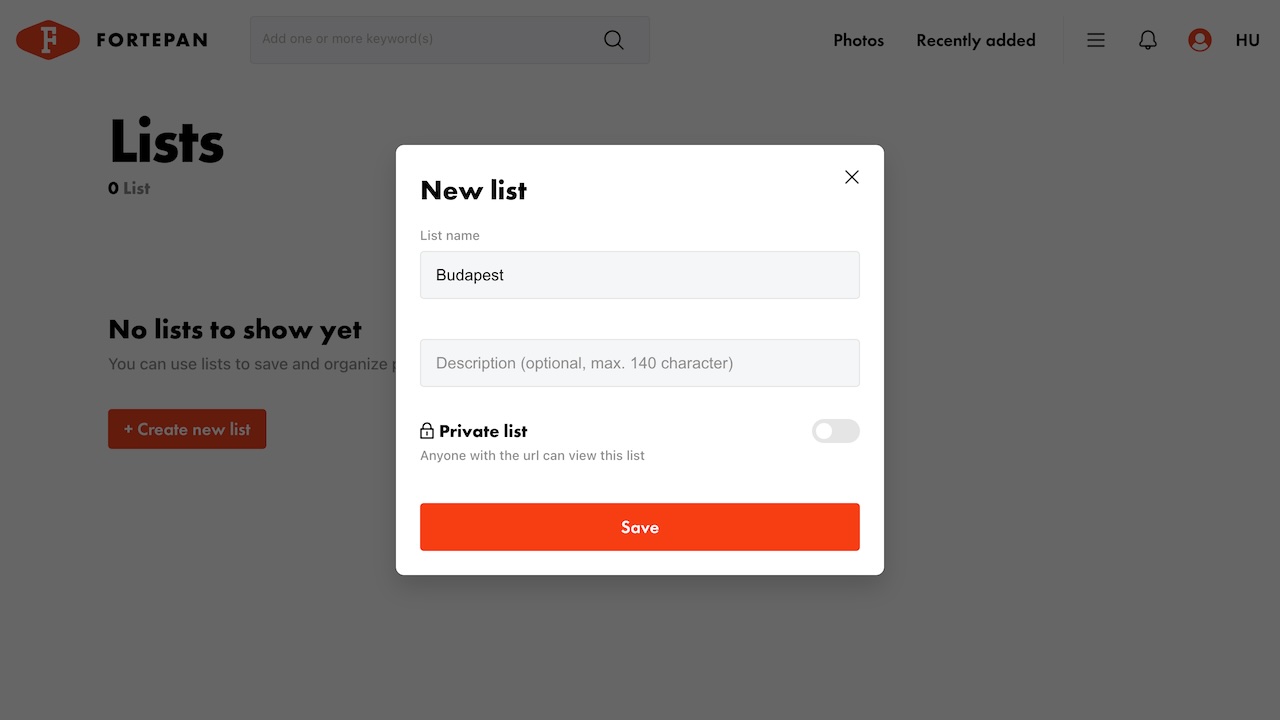 F FORTEPAN
Add one or more keyword(s)
Photos
Recently added
HU
Lists
0 List
No lists to show yet
You can use lists to save and organize
+ Create new list
New list
List name
Budapest
Description (optional, max. 140 character)
Private list
Anyone with the url can view this list
Save